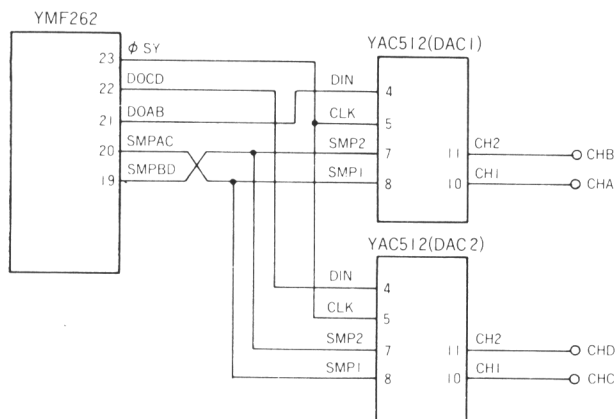 YMF262
23 φSY
22 DOCD
21 DOAB
20 SMPAC
19 SMPBD
YAC512(DAC1)
DIN 4
CLK 5
SMP2 7
SMP1 8
11 CH2 CHB
10 CH1 CHA
YAC512(DAC2)
DIN 4
CLK 5
SMP2 7
SMP1 8
11 CH2 CHD
10 CH1 CHC